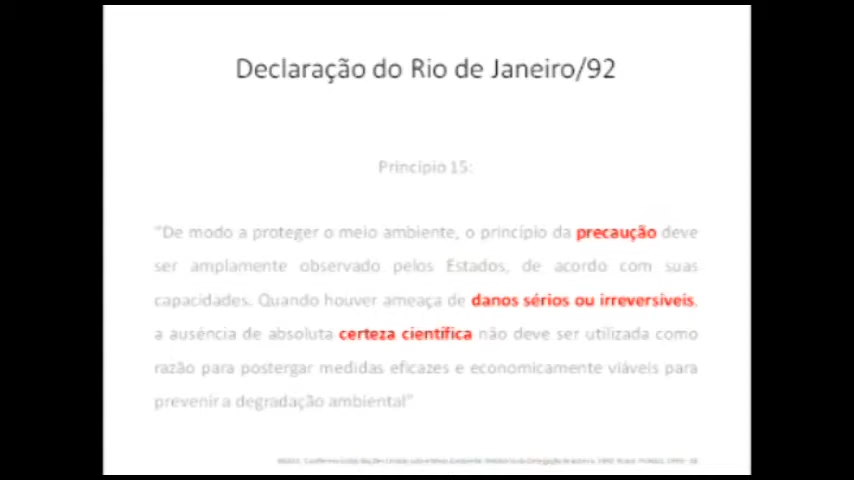 Declaração do Rio de Janeiro/92
Princípio 15:
"De modo a proteger o meio ambiente, o princípio da precaução deve
ser amplamente observado pelos Estados, de acordo com suas
capacidades. Quando houver ameaça de danos sérios ou irreversíveis,
a ausência de absoluta certeza científica não deve ser utilizada como
razão para postergar medidas eficazes e economicamente viáveis para
prevenir a degradação ambiental"